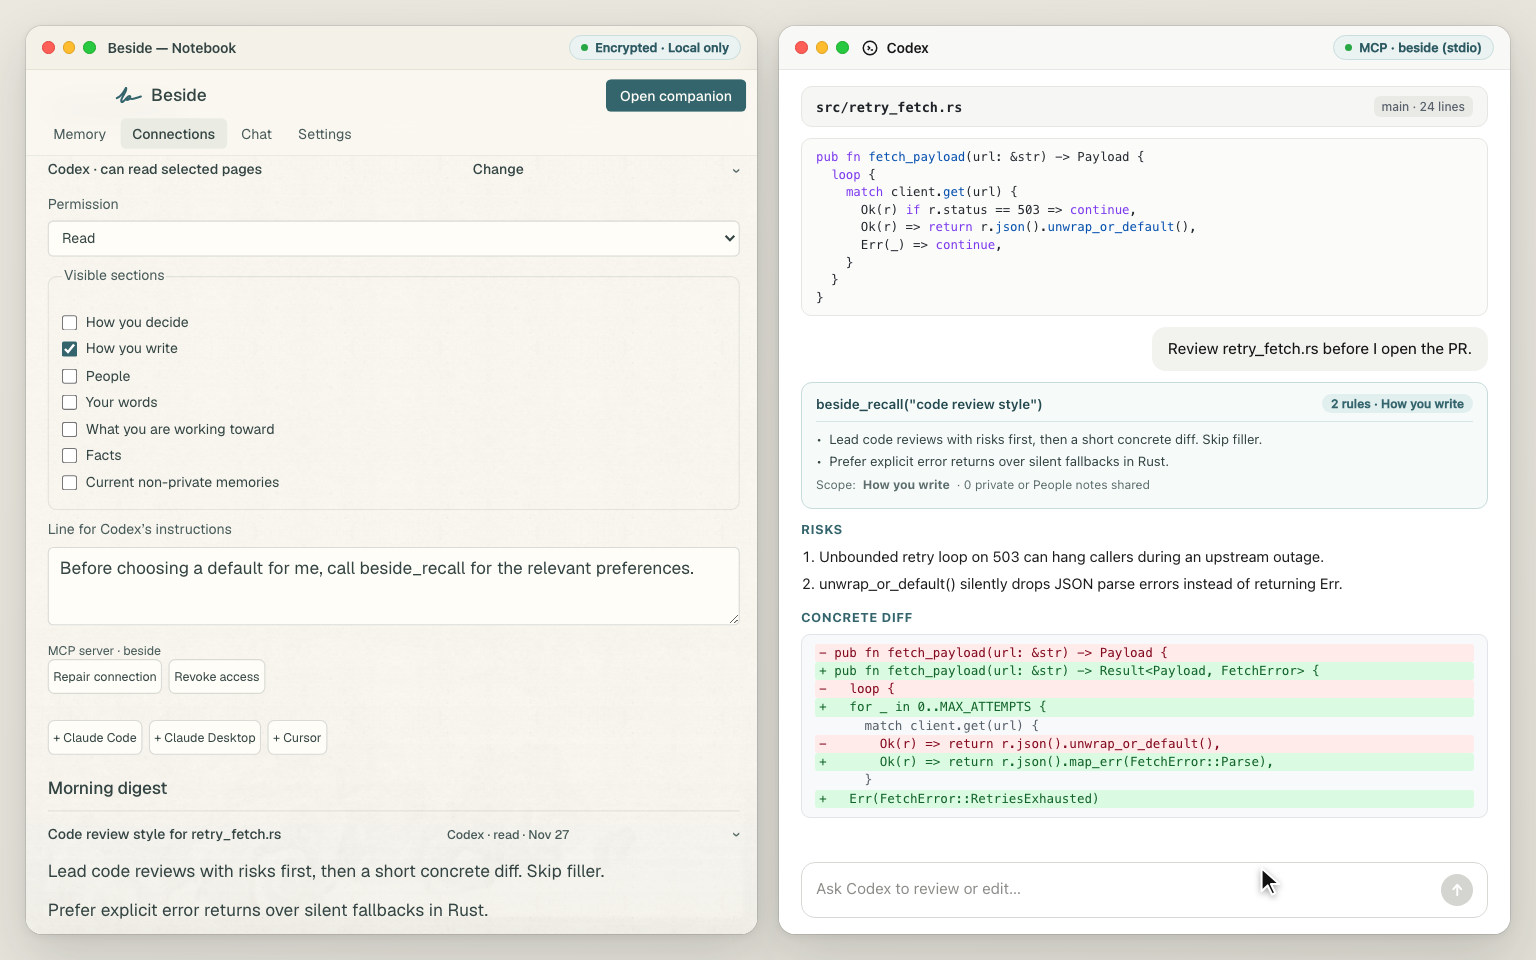 Beside — Notebook
Encrypted · Local only
Beside
Open companion
Memory
Connections
Chat
Settings
Codex · can read selected pages
Change
Permission
Read
Visible sections
How you decide
How you write
People
Your words
What you are working toward
Facts
Current non-private memories
Line for Codex's instructions
Before choosing a default for me, call beside_recall for the relevant preferences.
MCP server · beside
Repair connection
Revoke access
+ Claude Code
+ Claude Desktop
+ Cursor
Morning digest
Code review style for retry_fetch.rs
Codex · read · Nov 27
Lead code reviews with risks first, then a short concrete diff. Skip filler.
Prefer explicit error returns over silent fallbacks in Rust.
Codex
MCP · beside (stdio)
src/retry_fetch.rs
main · 24 lines
pub fn fetch_payload(url: &str) -> Payload {
  loop {
    match client.get(url) {
      Ok(r) if r.status == 503 => continue,
      Ok(r) => return r.json().unwrap_or_default(),
      Err(_) => continue,
    }
  }
}
Review retry_fetch.rs before I open the PR.
beside_recall("code review style")
2 rules · How you write
• Lead code reviews with risks first, then a short concrete diff. Skip filler.
• Prefer explicit error returns over silent fallbacks in Rust.
Scope: How you write · 0 private or People notes shared
RISKS
1. Unbounded retry loop on 503 can hang callers during an upstream outage.
2. unwrap_or_default() silently drops JSON parse errors instead of returning Err.
CONCRETE DIFF
− pub fn fetch_payload(url: &str) -> Payload {
+ pub fn fetch_payload(url: &str) -> Result<Payload, FetchError> {
−   loop {
+   for _ in 0..MAX_ATTEMPTS {
      match client.get(url) {
−       Ok(r) => return r.json().unwrap_or_default(),
+       Ok(r) => return r.json().map_err(FetchError::Parse),
      }
+   Err(FetchError::RetriesExhausted)
Ask Codex to review or edit...